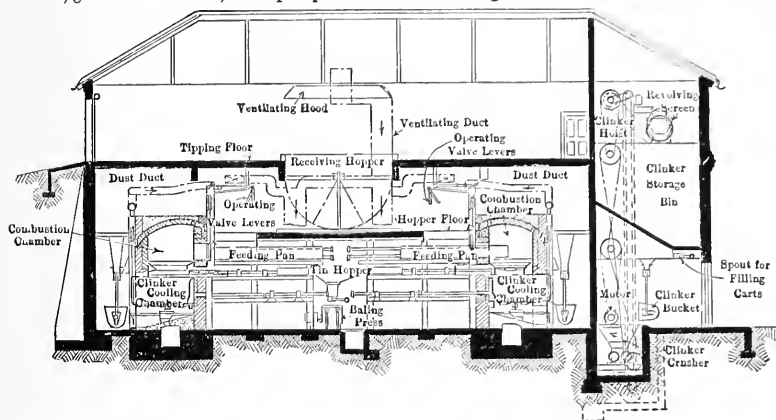 Ventilating Hood
Ventilating Duct
Operating
Valve Levers
Revolving
Screen
Clinker
Hoist
Tipping Floor
Receiving Hopper
Dust Duct
Dust Duct
Clinker
Storage
Bin
Operating
Valve Levers
Hopper Floor
Combustion
Chamber
Combustion
Chamber
Feeding Pan
Feeding Pan
Tin Hopper
Spout for
Filling
Carts
Clinker
Cooling
Chamber
Clinker
Cooling
Chamber
Motor
Clinker
Bucket
Baling
Press
Clinker
Crusher